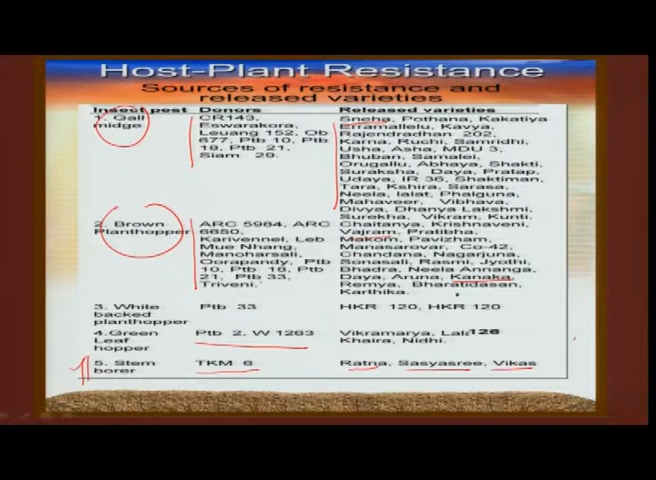 Host-Plant Resistance
Sources of resistance and
released varieties
Insect pest Donors Released varieties
1. Gall CR143, Sneha, Pothana, Kakatiya
midge Eswarakora, Erramallelu, Kavya,
Leuang 152, Ob Rajendradhan 202,
677, Ptb 10, Ptb Karna, Ruchi, Samridhi,
18, Ptb 21, Usha, Asha, MDU 3,
Siam 29. Bhuban, Samalei,
Orugallu, Abhaya, Shakti,
Suraksha, Daya, Pratap,
Udaya, IR 36, Shaktiman,
Tara, Kshira, Sarasa,
Neela, lalat, Phalguna,
Mahaveer, Vibhava,
Divya, Dhanya Lakshmi,
Surekha, Vikram, Kunti.
2. Brown ARC 5984, ARC Chaitanya, Krishnaveni,
Planthopper 6650, Vajram, Pratibha,
Karivennel, Leb Makom, Pavizham,
Mue Nhang, Manasarovar, Co-42,
Manoharsali, Chandana, Nagarjuna,
Oorapandy, Ptb Sonasali, Rasmi, Jyothi,
10, Ptb 18, Ptb Bhadra, Neela Annanga,
21, Ptb 33, Daya, Aruna, Kanaka,
Triveni. Remya, Bharatidasan,
Karthika.
3. White Ptb 33 HKR 120, HKR 120
backed
planthopper
4.Green Ptb 2, W 1263 Vikramarya, 126
Leaf Khaira, Nidhi.
hopper
5. Stem TKM 6 Ratna, Sasyasree, Vikas
borer